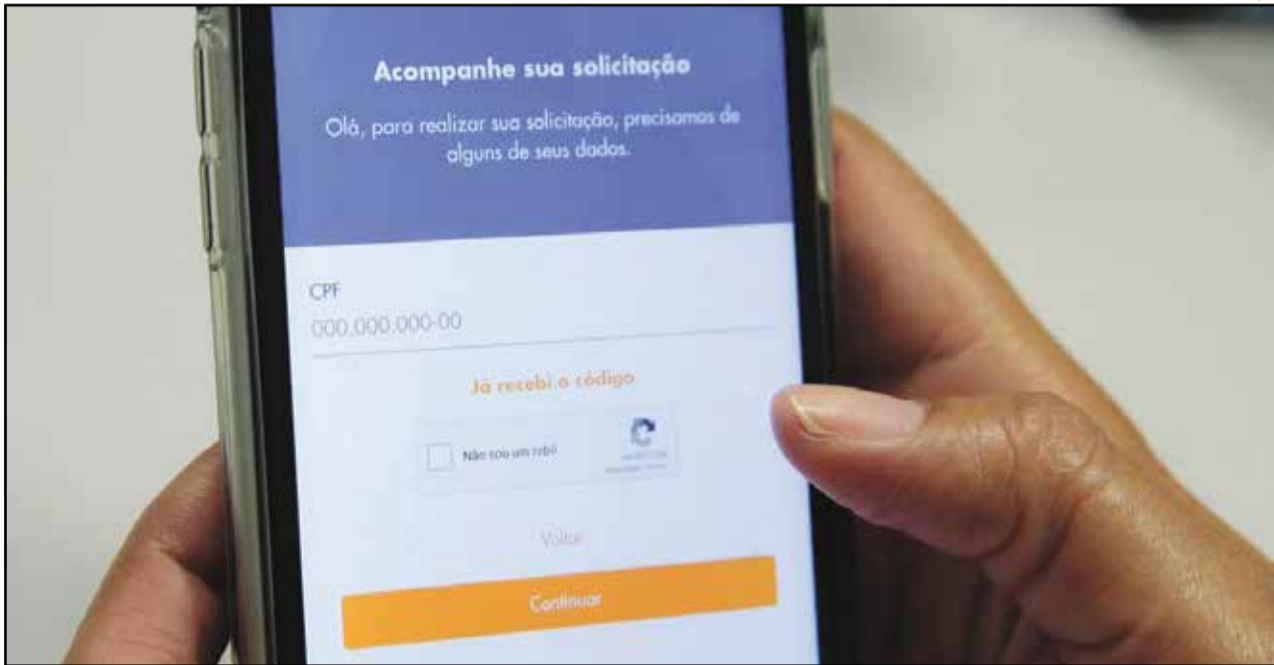 Acompanhe sua solicitação
Olá, para realizar sua solicitação, precisamos de
alguns de seus dados.
CPF
000.000.000-00
Já recebi o código
Não sou um robô
Voltar
Continuar